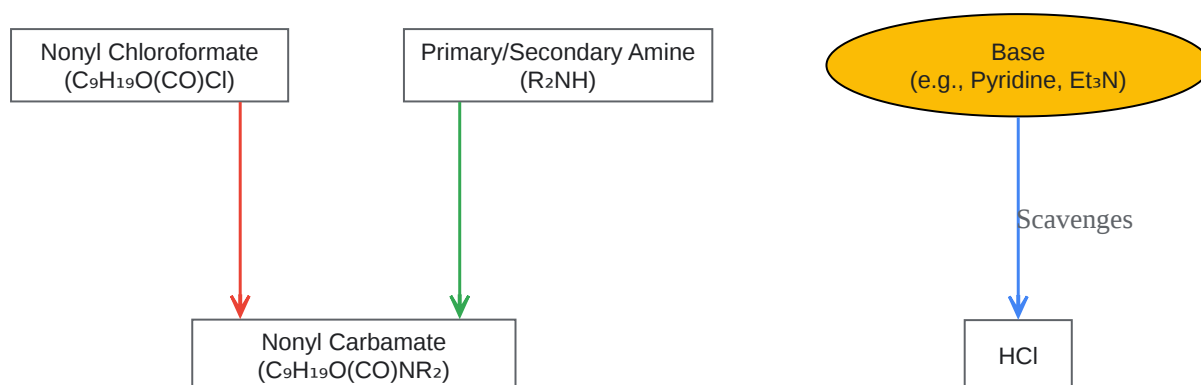 Nonyl Chloroformate
(C₉H₁₉O(CO)Cl)
Primary/Secondary Amine
(R₂NH)
Base
(e.g., Pyridine, Et₃N)
Scavenges
Nonyl Carbamate
(C₉H₁₉O(CO)NR₂)
HCl